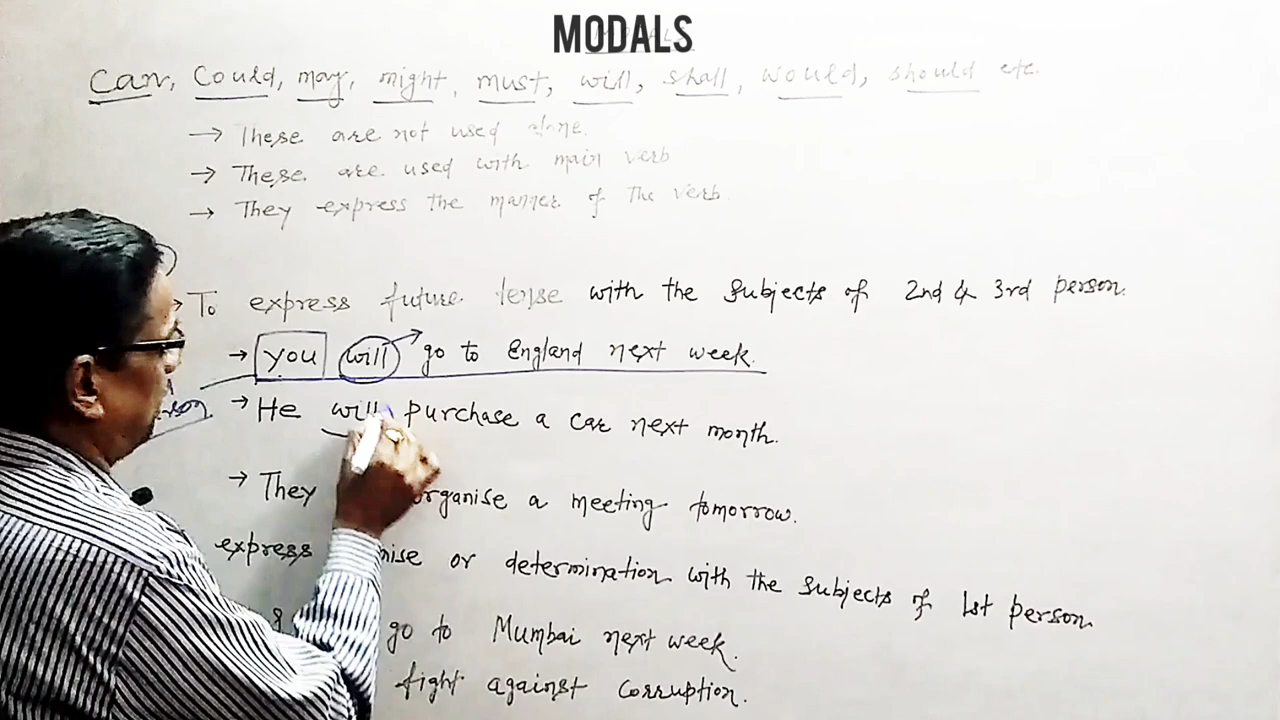 MODALS
can, could, may, might, must, will, shall, would, should etc.
→ These are not used alone.
→ These are used with main verb
→ They express the manner of the verb.
→ To express future tense with the subjects of 2nd & 3rd person.
→ you will go to England next week.
→ He will purchase a car next month.
→ They organise a meeting tomorrow.
express or determination with the subjects of 1st person.
go to Mumbai next week.
fight against corruption.